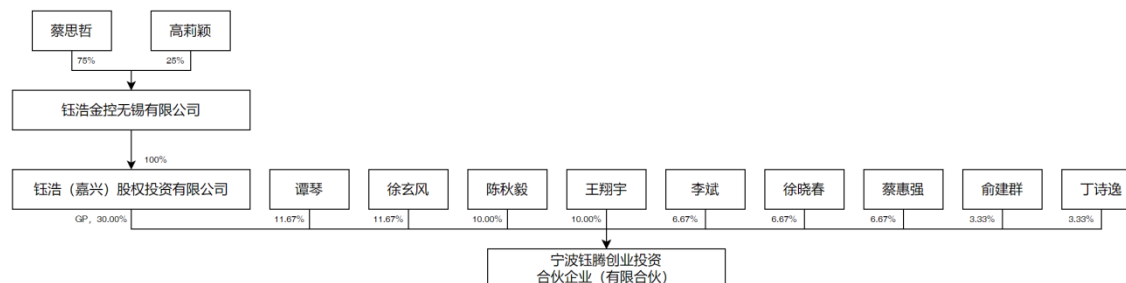 蔡思哲
高莉颖
75%
25%
钰浩金控无锡有限公司
100%
钰浩（嘉兴）股权投资有限公司
谭琴
徐玄风
陈秋毅
王翔宇
李斌
徐晓春
蔡惠强
俞建群
丁诗逸
GP，30.00%
11.67%
11.67%
10.00%
10.00%
6.67%
6.67%
6.67%
3.33%
3.33%
宁波钰腾创业投资
合伙企业（有限合伙）